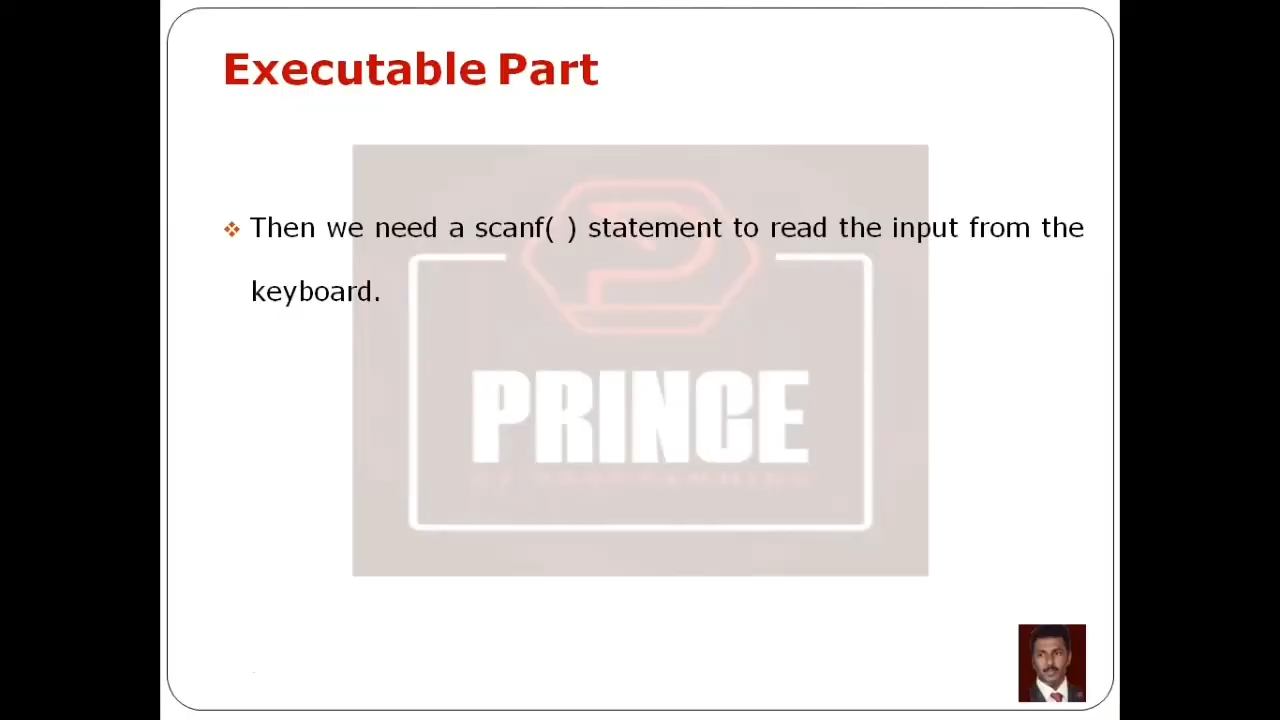 Executable Part
Then we need a scanf( ) statement to read the input from the
keyboard.
PRINCE